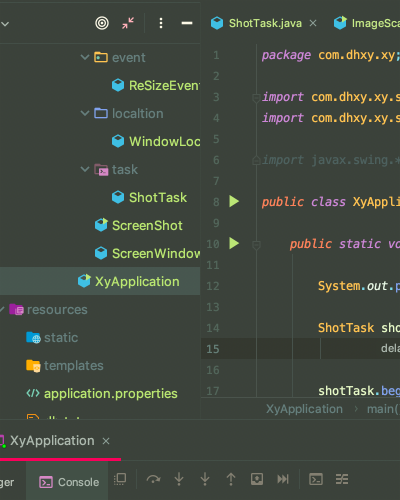 event
ReSizeEven
localtion
WindowLoc
task
ShotTask
ScreenShot
ScreenWindow
XyApplication
resources
static
templates
application.properties
ShotTask.java
ImageSca
1 package com.dhxy.xy;
2
3 import com.dhxy.xy.s
4 import com.dhxy.xy.s
5
6 import javax.swing.*
7
8 public class XyAppli
9
10 public static vo
11
12 System.out.p
13
14 ShotTask sho
15 dela
16
17 shotTask.beg
XyApplication > main(
XyApplication
ger
Console